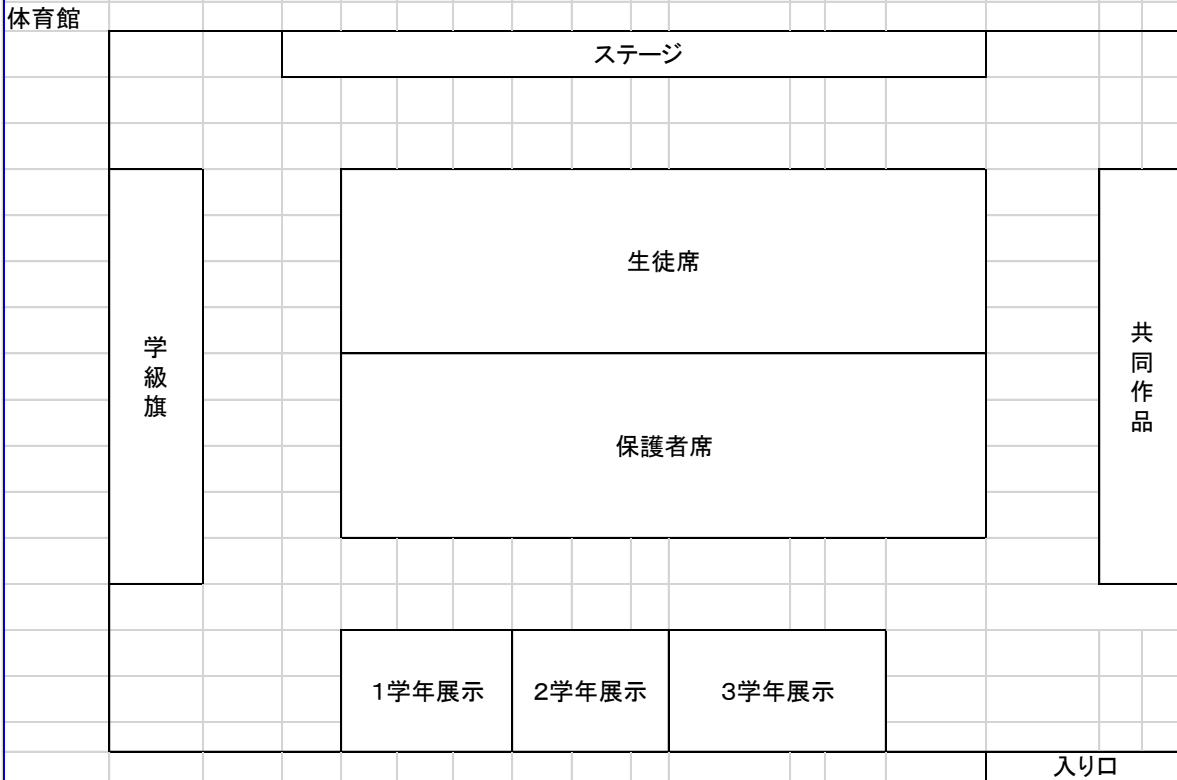 体育館
ステージ
生徒席
学級旗
共同作品
保護者席
1学年展示
2学年展示
3学年展示
入り口